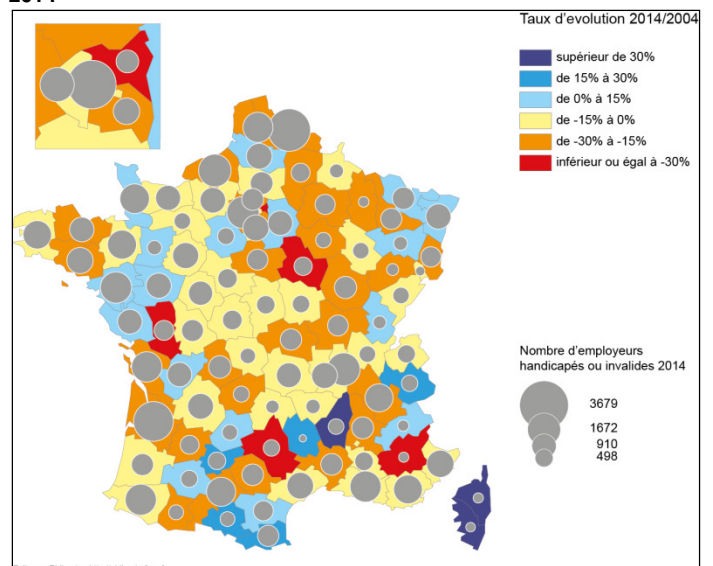 2014
Taux d'evolution 2014/2004
supérieur de 30%
de 15% à 30%
de 0% à 15%
de -15% à 0%
de -30% à -15%
inférieur ou égal à -30%
Nombre d'employeurs
handicapés ou invalides 2014
3679
1672
910
498